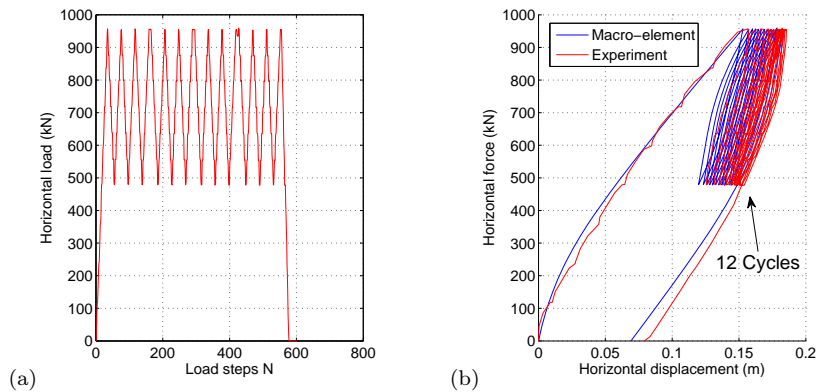 1000
900
800
700
600
500
400
300
200
100
0
Horizontal load (kN)
0 200 400 600 800
Load steps N
(a)
1000
900
800
700
600
500
400
300
200
100
0
Horizontal force (kN)
Macro−element
Experiment
12 Cycles
0 0.05 0.1 0.15 0.2
Horizontal displacement (m)
(b)